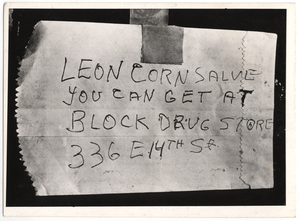 LEON CORN SALVE
YOU CAN GET AT
BLOCK DRUG STORE
336 E 14TH St